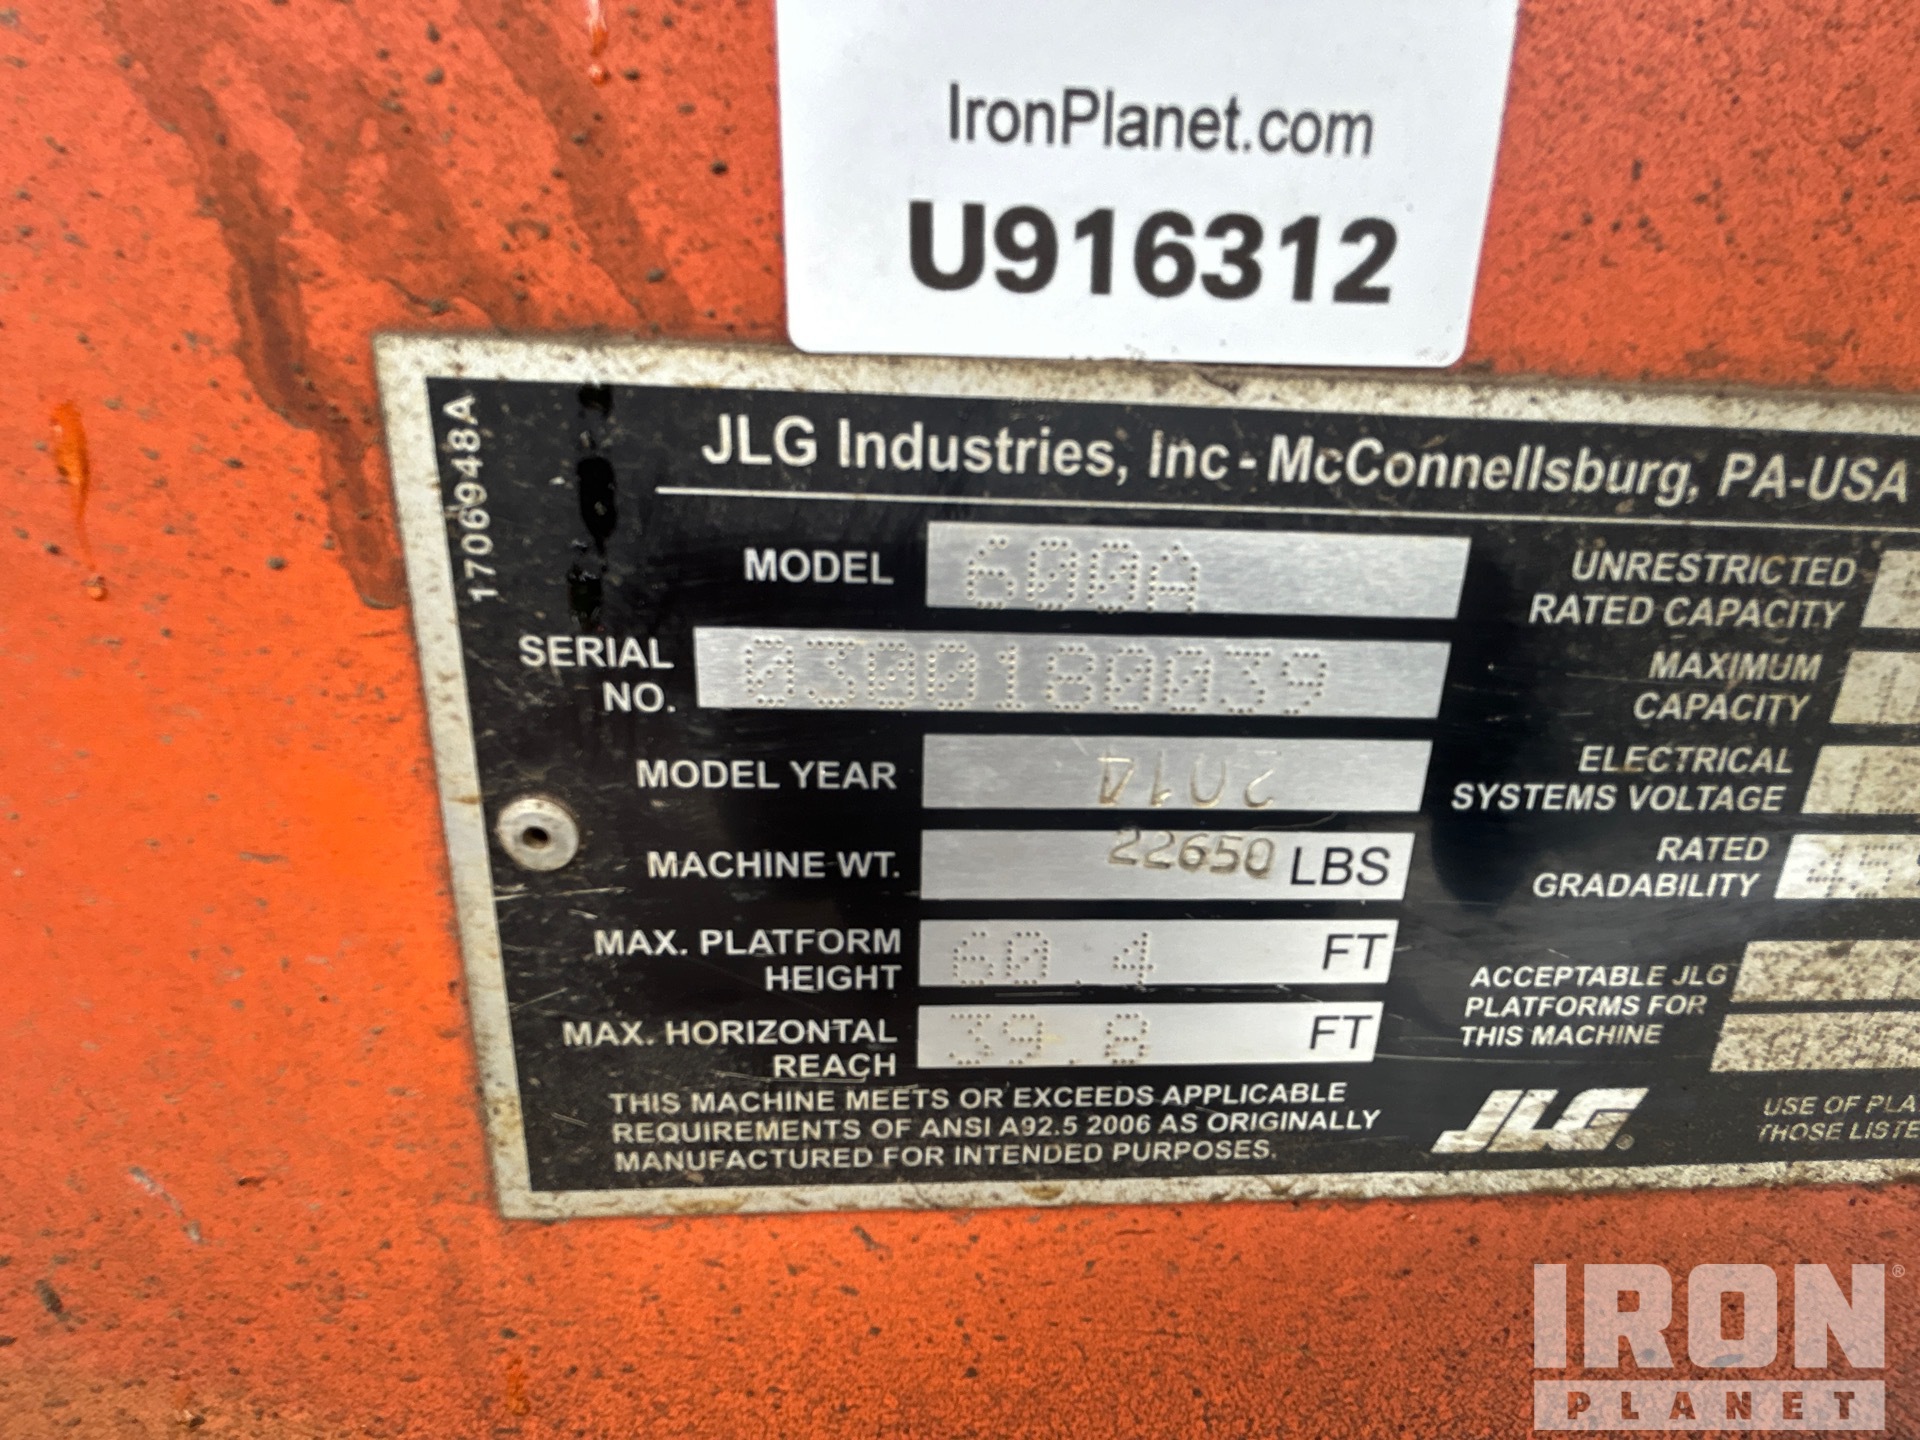 IronPlanet.com
U916312
1706948A
JLG Industries, Inc - McConnellsburg, PA-USA
MODEL 600A
SERIAL NO. 0300180039
MODEL YEAR 2014
MACHINE WT. 22650 LBS
MAX. PLATFORM HEIGHT 60.4 FT
MAX. HORIZONTAL REACH 39.8 FT
THIS MACHINE MEETS OR EXCEEDS APPLICABLE
REQUIREMENTS OF ANSI A92.5 2006 AS ORIGINALLY
MANUFACTURED FOR INTENDED PURPOSES.
UNRESTRICTED
RATED CAPACITY
MAXIMUM
CAPACITY
ELECTRICAL
SYSTEMS VOLTAGE
RATED
GRADABILITY
ACCEPTABLE JLG
PLATFORMS FOR
THIS MACHINE
JLG®
USE OF
THOSE
IRON®
PLANET